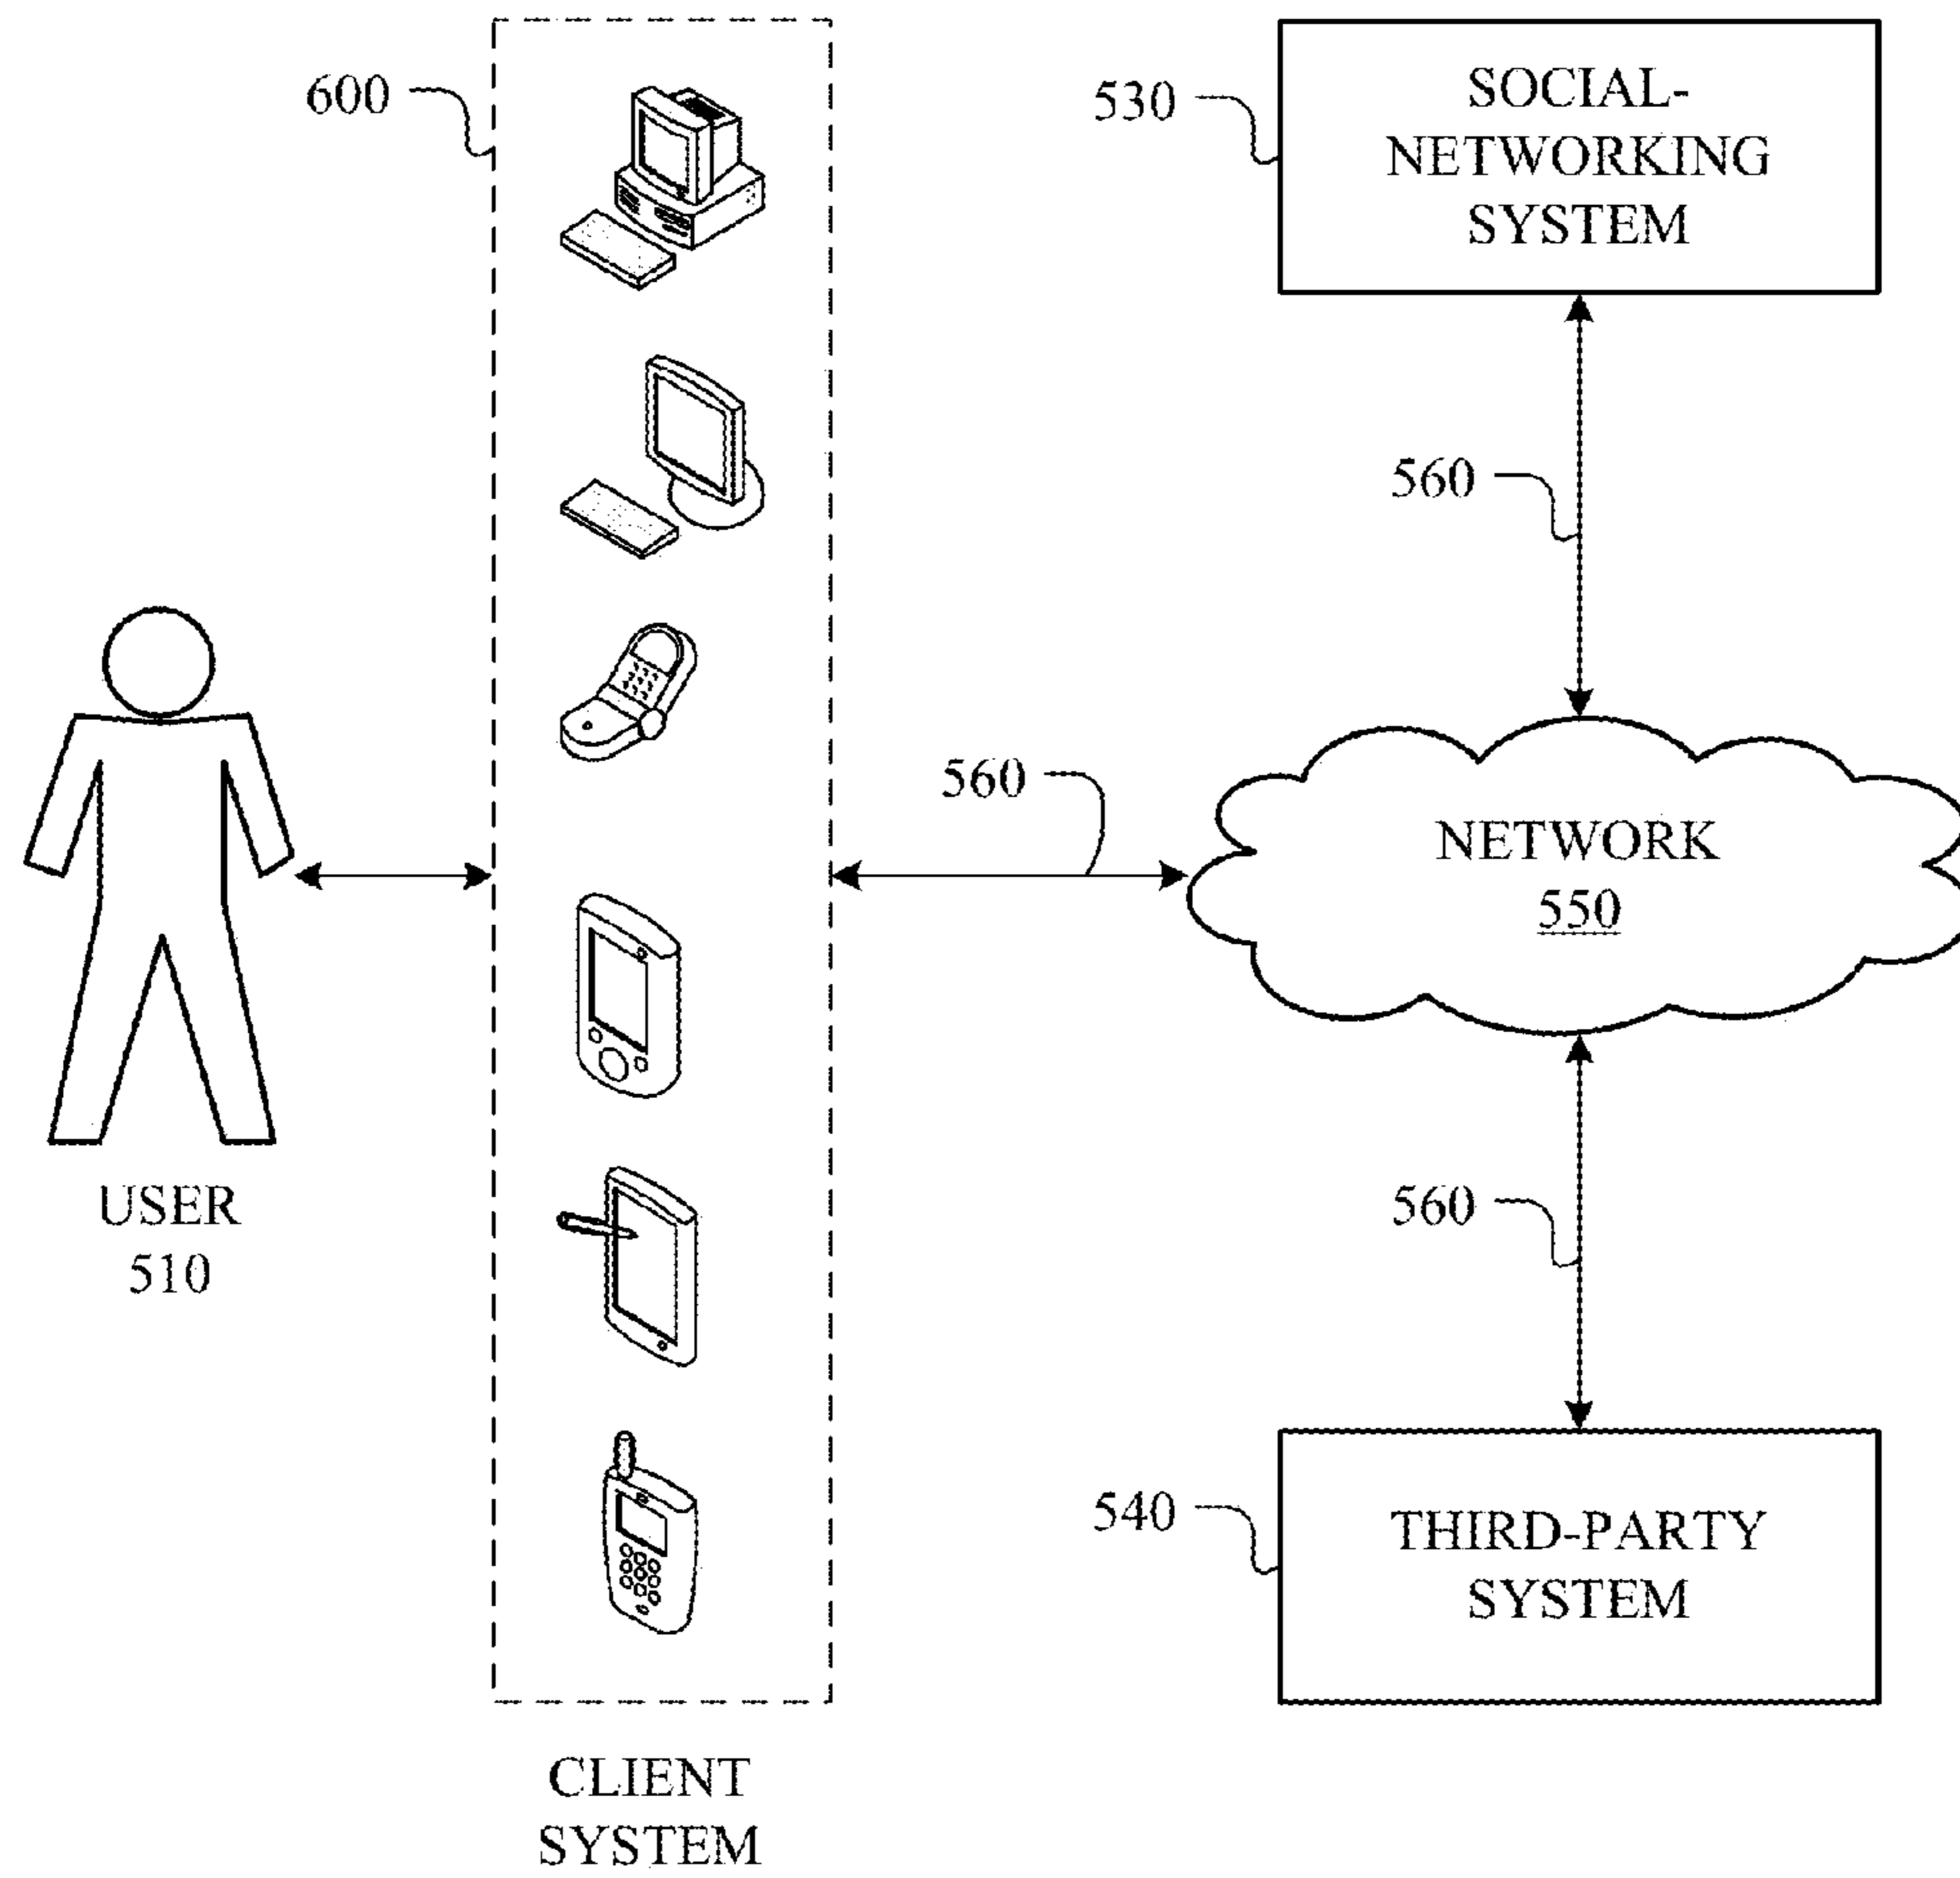 600
530
SOCIAL-
NETWORKING
SYSTEM
560
560
NETWORK
550
USER
510
560
540
THIRD-PARTY
SYSTEM
CLIENT
SYSTEM